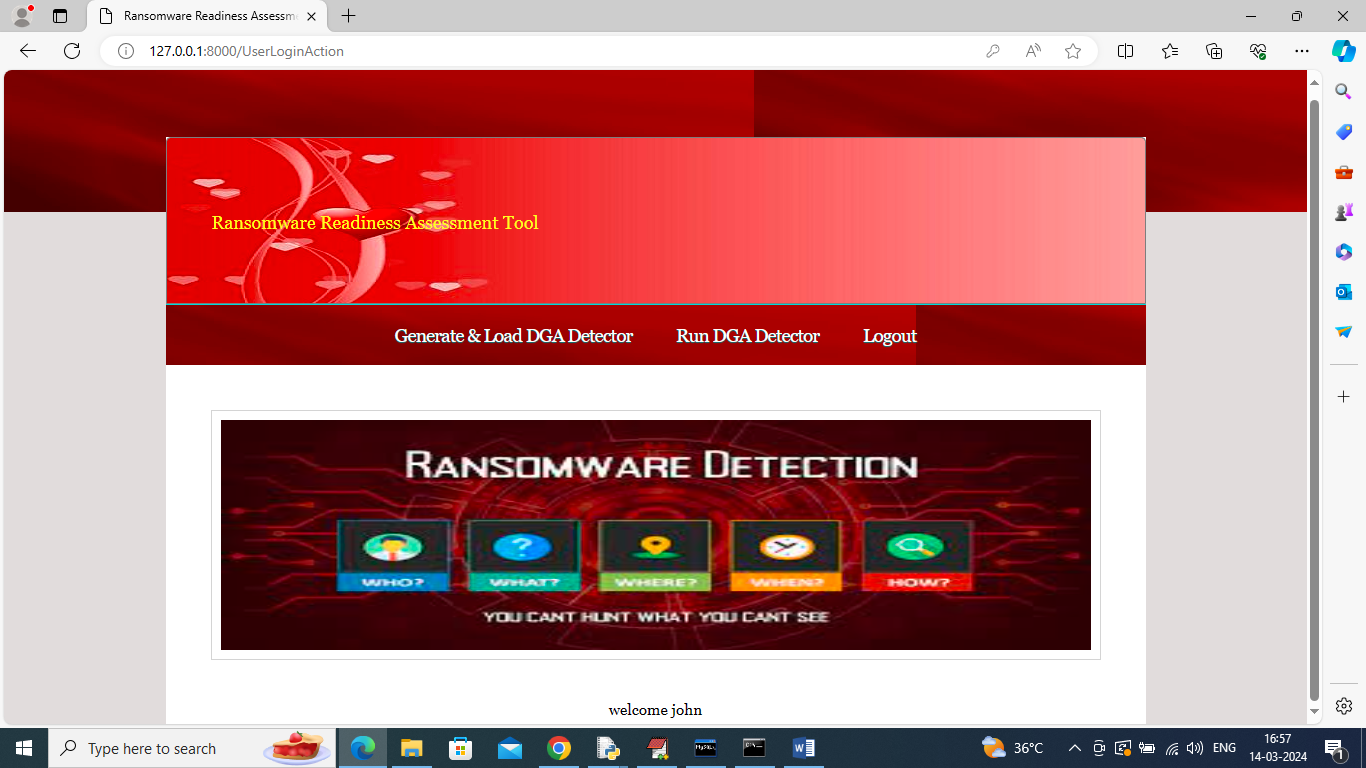 Ransomware Readiness Assessm
127.0.0.1:8000/UserLoginAction
Ransomware Readiness Assessment Tool
Generate & Load DGA Detector Run DGA Detector Logout
RANSOMWARE DETECTION
WHO? WHAT? WHERE? WHEN? HOW?
YOU CANT HUNT WHAT YOU CANT SEE
welcome john
Type here to search
36°C
ENG
16:57
14-03-2024
1